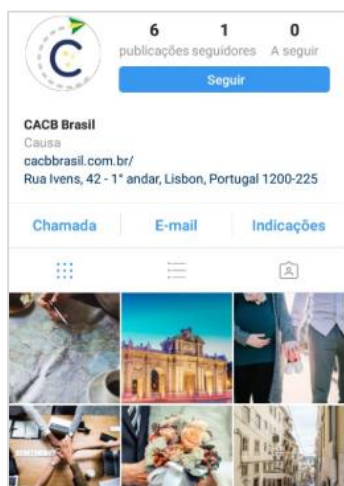 C
6 1 0
publicações seguidores A seguir
Seguir
CACB Brasil
Causa
cacbbrasil.com.br/
Rua Ivens, 42 - 1° andar, Lisbon, Portugal 1200-225
Chamada E-mail Indicações